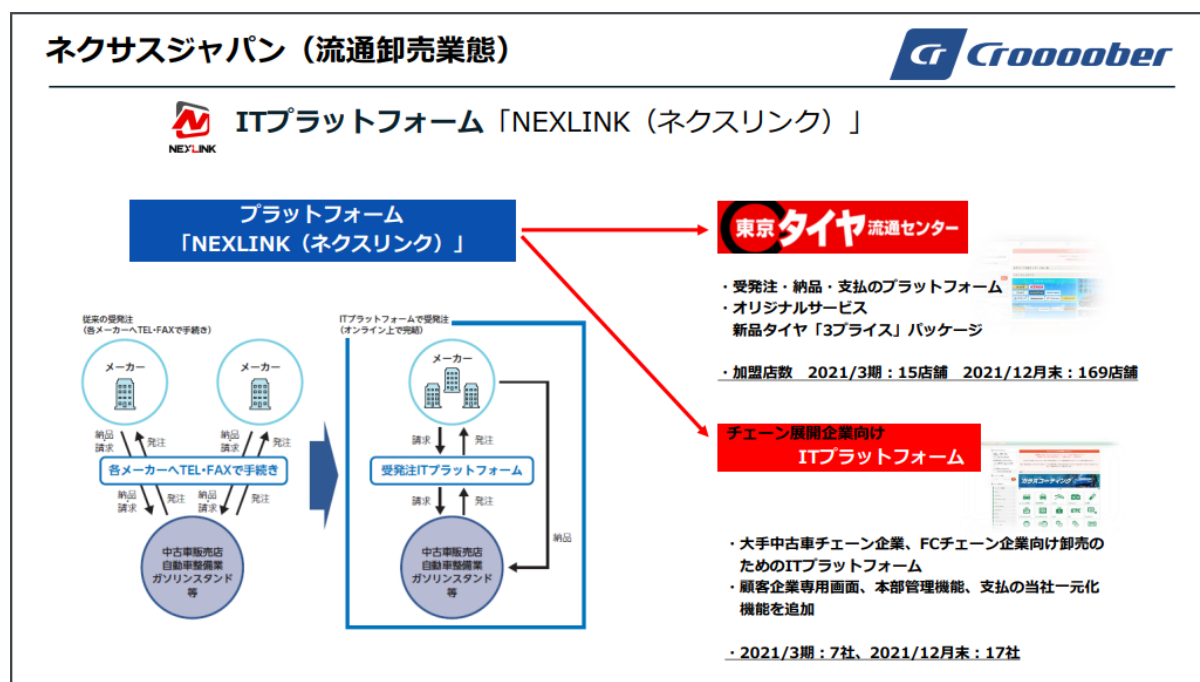 ネクサスジャパン（流通卸売業態）
Cr Croooober
NEXLINK
ITプラットフォーム「NEXLINK（ネクスリンク）」
プラットフォーム
「NEXLINK（ネクスリンク）」
従来の受発注
（各メーカーへTEL・FAXで手続き）
メーカー
メーカー
納品・請求
発注
納品・請求
発注
各メーカーへTEL・FAXで手続き
納品・請求
発注
納品・請求
発注
中古車販売店
自動車整備業
ガソリンスタンド
等
ITプラットフォームで受発注
（オンライン上で完結）
メーカー
請求
発注
受発注ITプラットフォーム
請求
発注
納品
中古車販売店
自動車整備業
ガソリンスタンド
等
東京タイヤ流通センター
・受発注・納品・支払のプラットフォーム
・オリジナルサービス
新品タイヤ「3プライス」パッケージ
・加盟店数　2021/3期：15店舗　2021/12月末：169店舗
チェーン展開企業向け
ITプラットフォーム
ガラスコーティング
ETC
・大手中古車チェーン企業、FCチェーン企業向け卸売の
ためのITプラットフォーム
・顧客企業専用画面、本部管理機能、支払の当社一元化
機能を追加
・2021/3期：7社、2021/12月末：17社